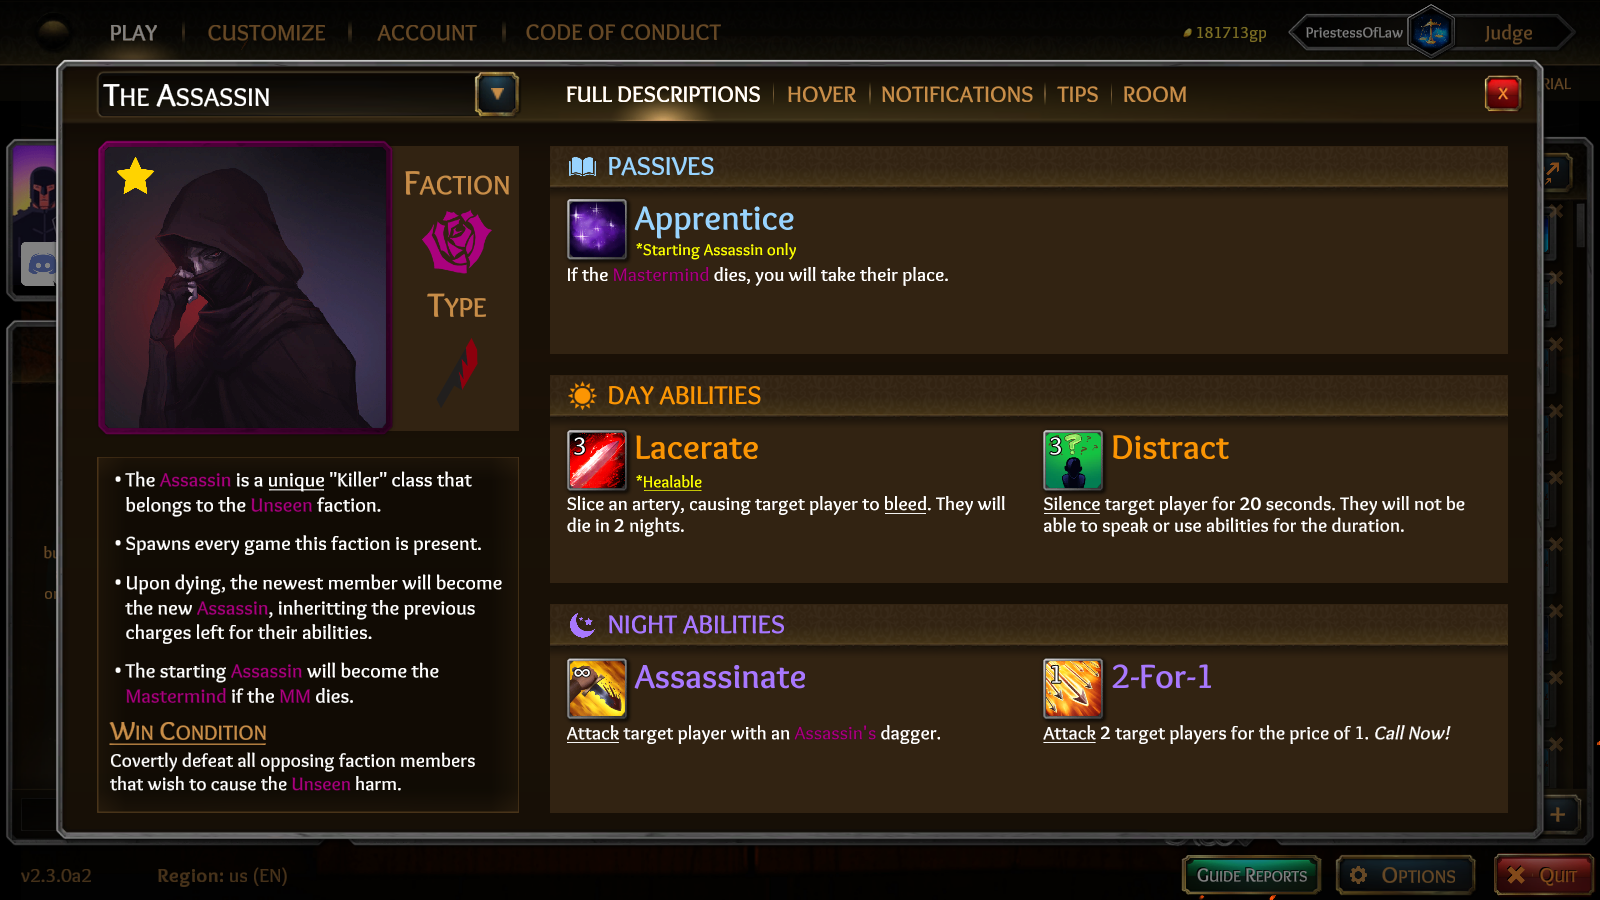 PLAY
CUSTOMIZE
ACCOUNT
CODE OF CONDUCT
181713gp
PriestessOfLaw
Judge
THE ASSASSIN
FULL DESCRIPTIONS
HOVER
NOTIFICATIONS
TIPS
ROOM
X
RIAL
FACTION
TYPE
• The Assassin is a unique "Killer" class that
belongs to the Unseen faction.
• Spawns every game this faction is present.
• Upon dying, the newest member will become
the new Assassin, inheritting the previous
charges left for their abilities.
• The starting Assassin will become the
Mastermind if the MM dies.
WIN CONDITION
Covertly defeat all opposing faction members
that wish to cause the Unseen harm.
PASSIVES
Apprentice
*Starting Assassin only
If the Mastermind dies, you will take their place.
DAY ABILITIES
3
Lacerate
*Healable
Slice an artery, causing target player to bleed. They will
die in 2 nights.
3
Distract
Silence target player for 20 seconds. They will not be
able to speak or use abilities for the duration.
NIGHT ABILITIES
∞
Assassinate
Attack target player with an Assassin's dagger.
1
2-For-1
Attack 2 target players for the price of 1. Call Now!
v2.3.0a2
Region: us (EN)
GUIDE REPORTS
OPTIONS
QUIT